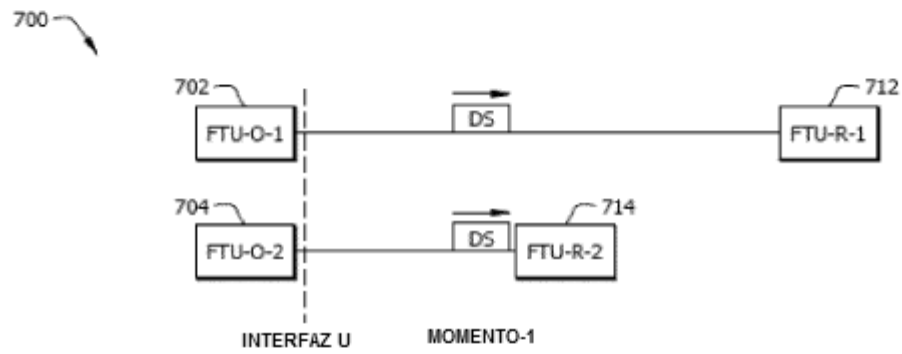 700
702
712
FTU-O-1
DS
FTU-R-1
704
714
FTU-O-2
DS
FTU-R-2
INTERFAZ U
MOMENTO-1